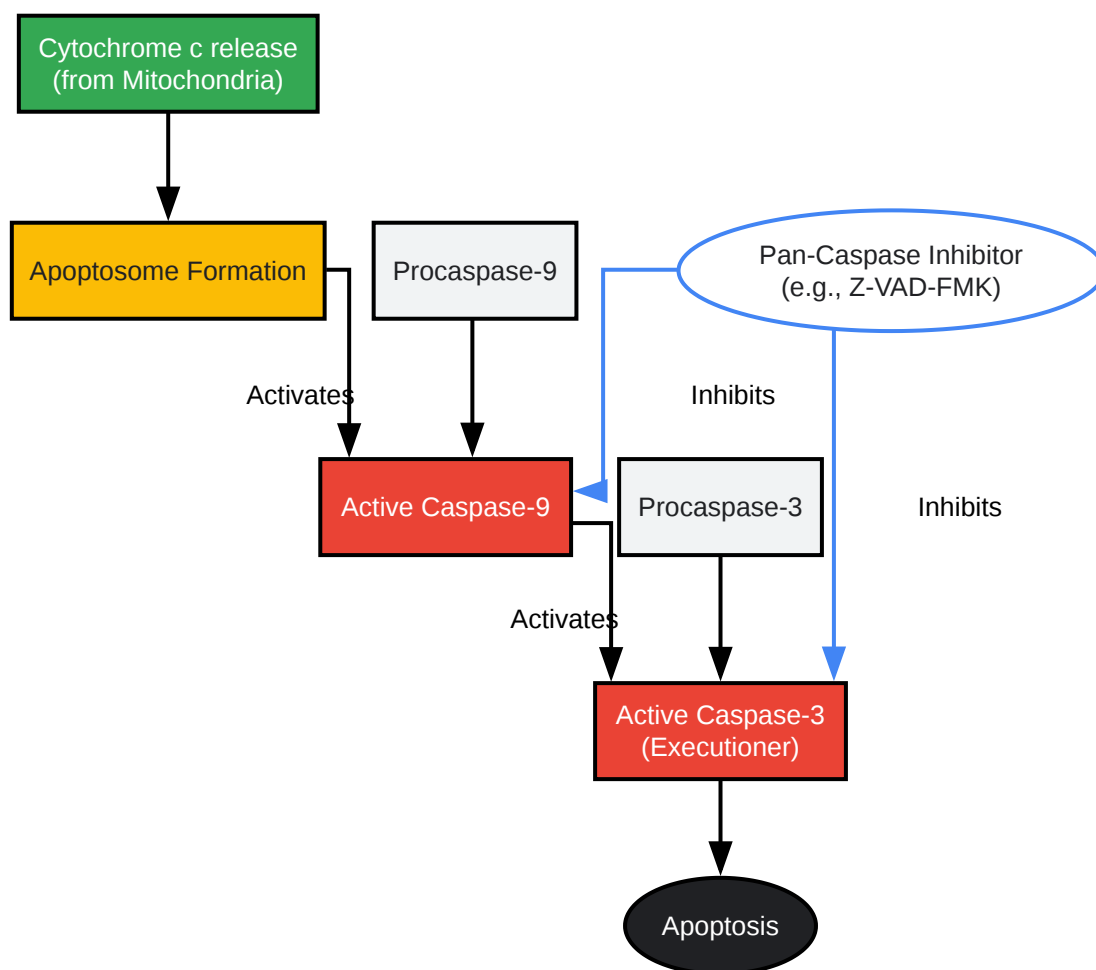 Cytochrome c release
(from Mitochondria)
Apoptosome Formation
Procaspase-9
Pan-Caspase Inhibitor
(e.g., Z-VAD-FMK)
Activates
Inhibits
Active Caspase-9
Procaspase-3
Inhibits
Activates
Active Caspase-3
(Executioner)
Apoptosis